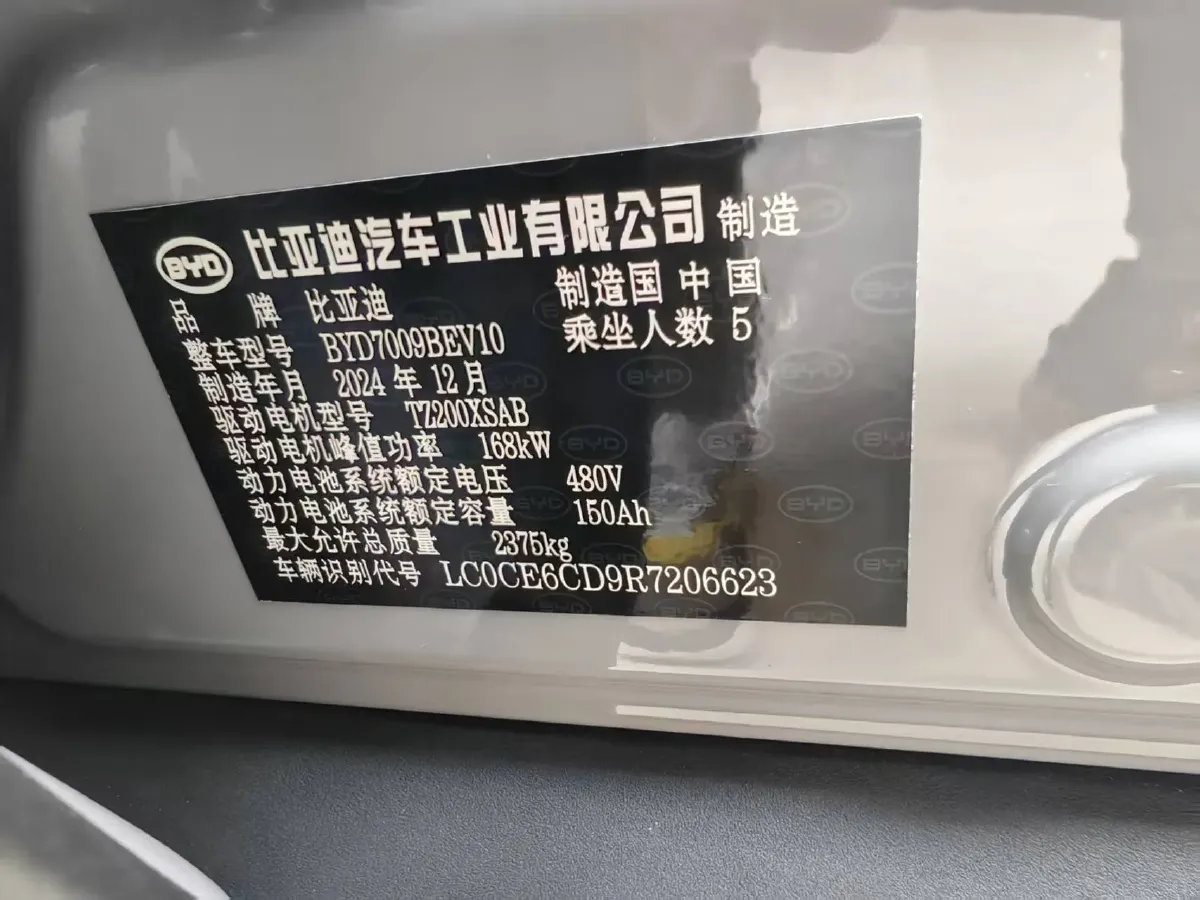 BYD 比亚迪汽车工业有限公司 制造
品牌 比亚迪 制造国 中国
整车型号 BYD7009BEV10 乘坐人数 5
制造年月 2024 年 12 月
驱动电机型号 TZ200XSAB
驱动电机峰值功率 168kW
动力电池系统额定电压 480V
动力电池系统额定容量 150Ah
最大允许总质量 2375kg
车辆识别代号 LC0CE6CD9R7206623